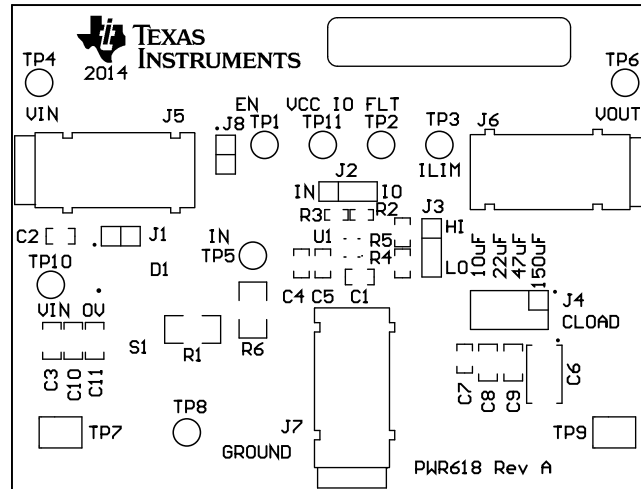 TEXAS
INSTRUMENTS
2014
TP4
TP6
VIN
VOUT
J5
J8
EN
VCC IO
FLT
TP1
TP11
TP2
TP3
ILIM
J6
J2
IN
IO
R3
R2
J3
HI
LO
U1
R5
R4
C2
J1
IN
TP5
D1
TP10
VIN OV
C4
C5
C1
10uF
22uF
47uF
150uF
J4
CLOAD
S1
R1
R6
C3
C10
C11
C7
C8
C9
C6
TP7
TP8
TP9
J7
GROUND
PWR618 Rev A